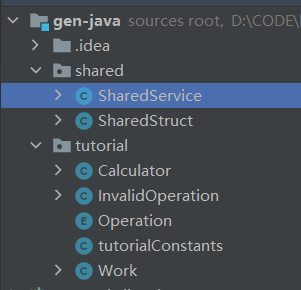 gen-java sources root, D:\CODE\
.idea
shared
SharedService
SharedStruct
tutorial
Calculator
InvalidOperation
Operation
tutorialConstants
Work